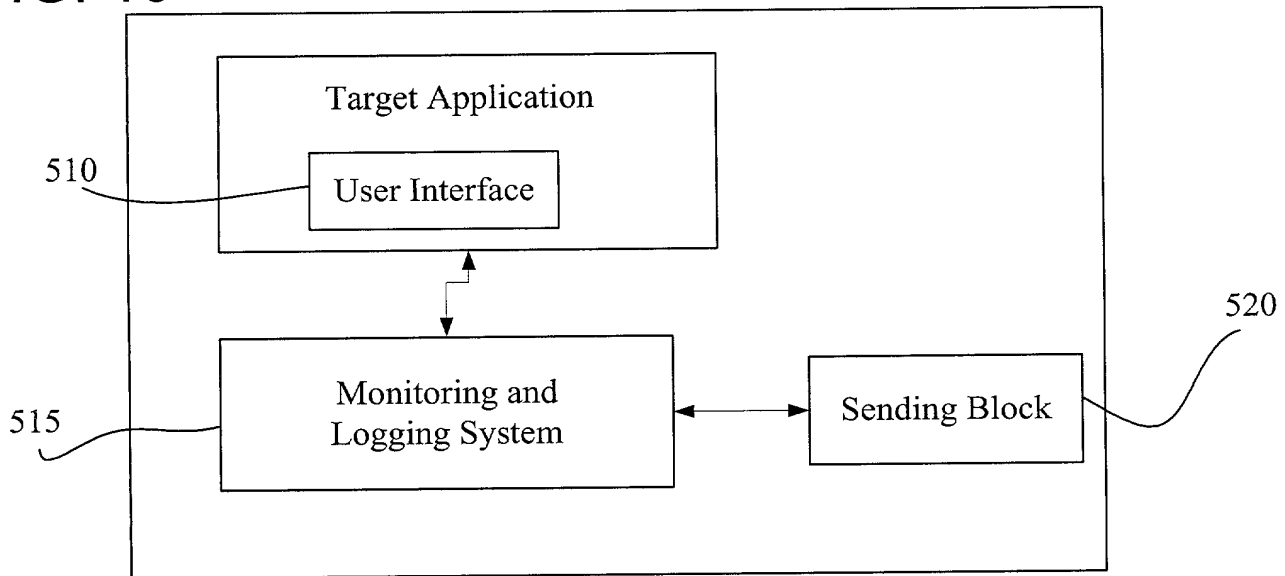 Target Application
510
User Interface
520
515
Monitoring and
Logging System
Sending Block